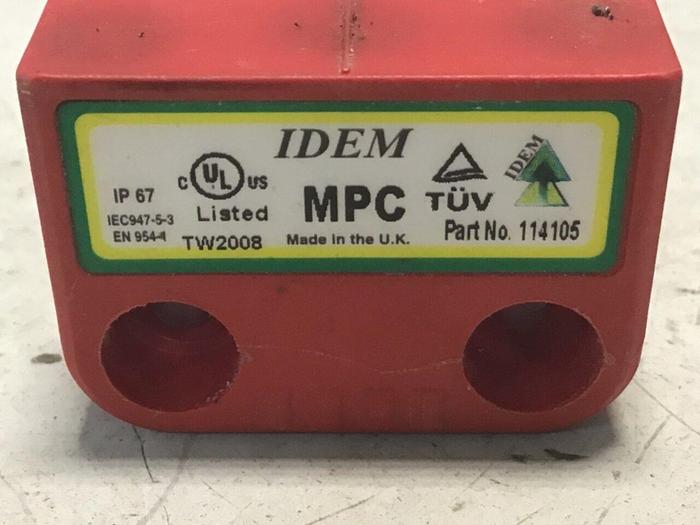 IDEM
IP 67
IEC947-5-3
EN 954-1
C UL US
Listed
TW2008
MPC
Made in the U.K.
TÜV
IDEM
Part No. 114105